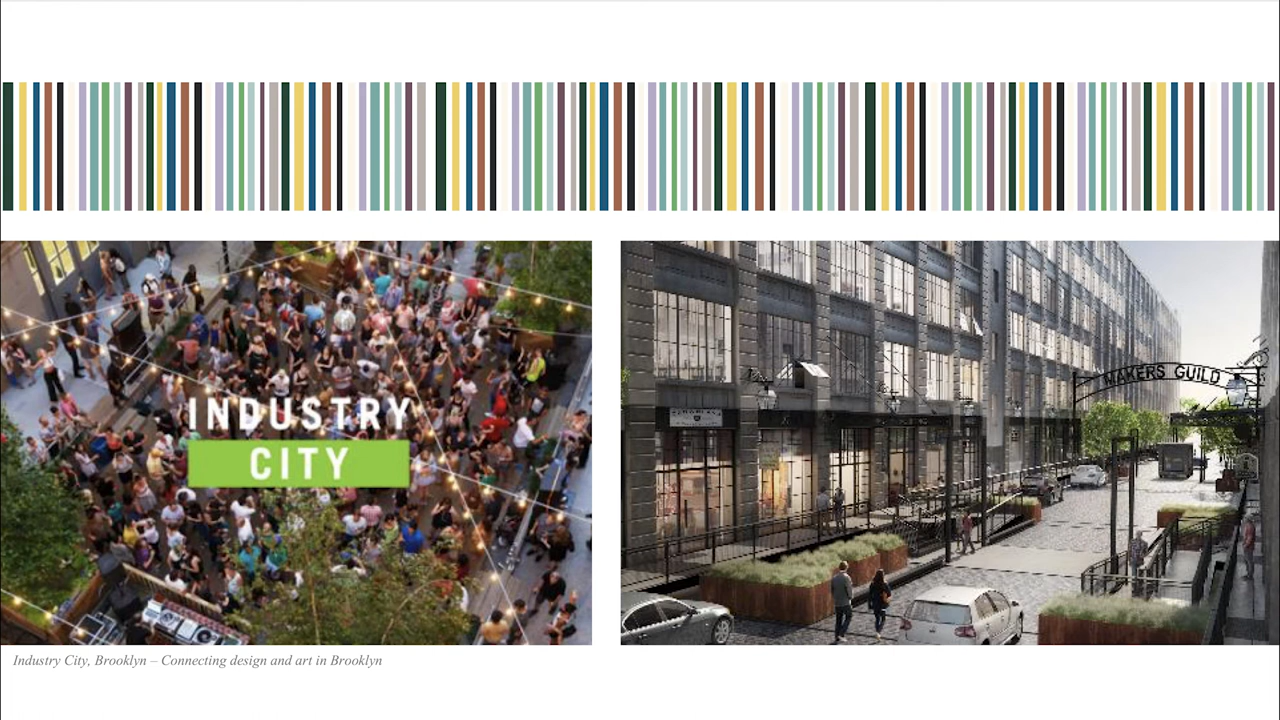 INDUSTRY
CITY
MAKERS GUILD
Industry City, Brooklyn – Connecting design and art in Brooklyn